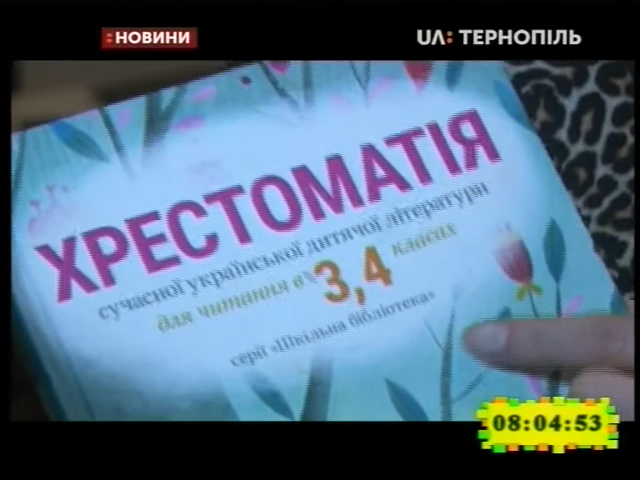 :НОВИНИ
UA: ТЕРНОПІЛЬ
ХРЕСТОМАТІЯ
сучасної української дитячої літератури
для читання в 3,4 класах
серії «Шкільна бібліотека»
08:04:53